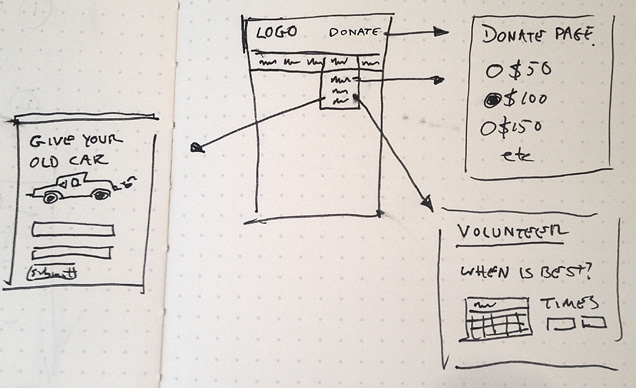 LOGO DONATE
DONATE PAGE
$50
$100
$150
etc
GIVE YOUR
OLD CAR
SUBMIT
VOLUNTEER
WHEN IS BEST?
TIMES